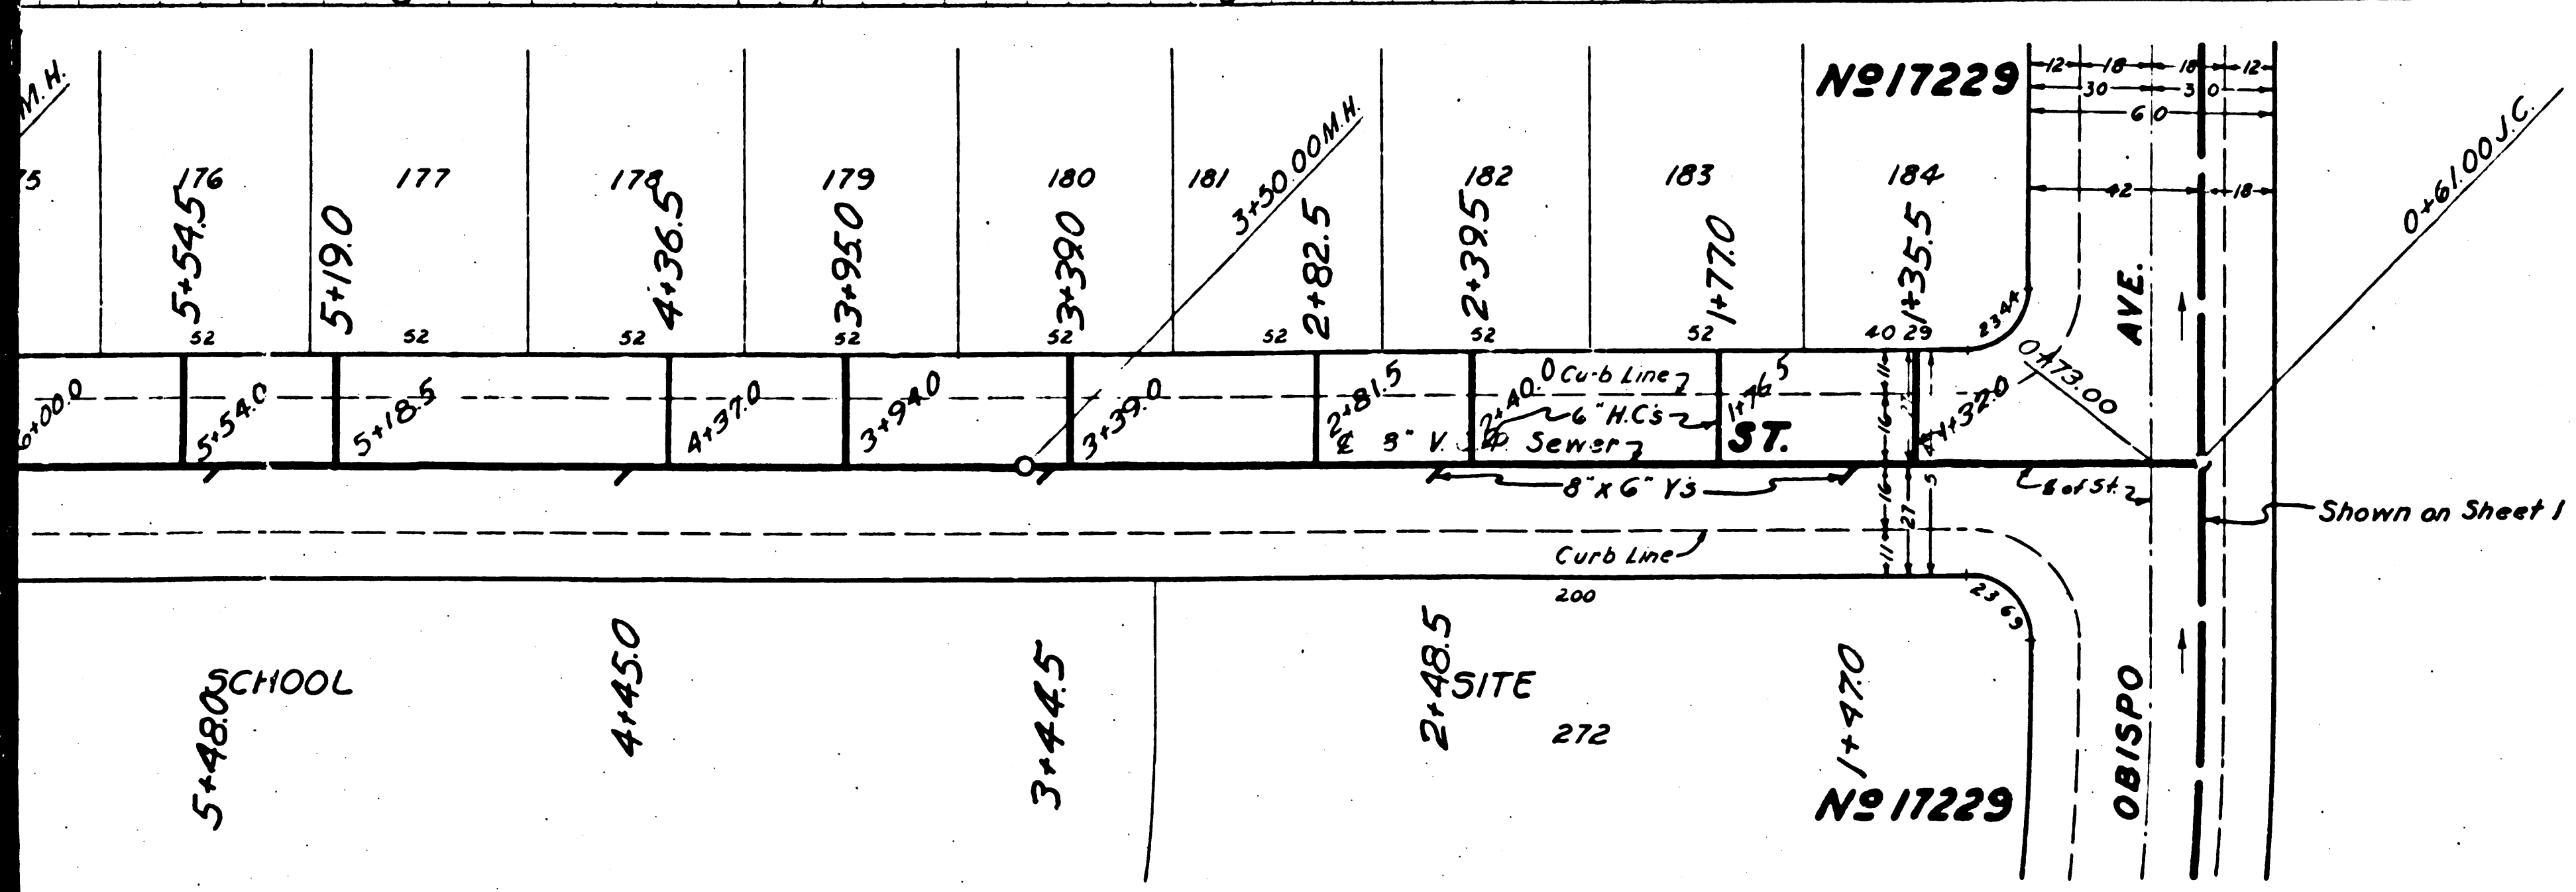 M.H.
No 17229
12 18 18 12
30 30
60
42 18
75 176 177 178 179 180 181 182 183 184
3+50.00 M.H.
0+61.00 J.C.
5+54.5
5+19.0
4+36.5
3+95.0
3+39.0
2+82.5
2+39.5
1+77.0
1+35.5
52 52 52 52 52 52 52 52 40 29
23.47
AVE.
0+73.00
6+00.0
5+54.0
5+18.5
4+37.0
3+94.0
3+39.0
2+81.5
2+40.0
1+32.0
Curb Line
6" H.C's
Sewer
ST.
11 16 16 11
27
8" x 6" Y's
℄ of St.
Shown on Sheet 1
Curb Line
200
23.69
SCHOOL SITE
272
5+48.0
4+45.0
3+44.5
2+48.5
1+47.0
OBISPO
No 17229